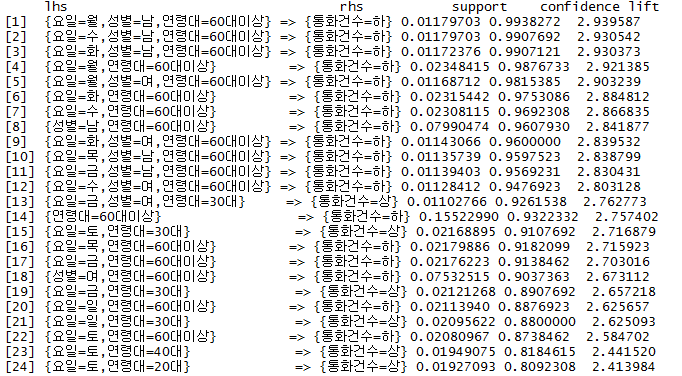 lhs rhs support confidence lift
[1] {요일=월,성별=남,연령대=60대이상} => {통화건수=하} 0.01179703 0.9938272 2.939587
[2] {요일=수,성별=남,연령대=60대이상} => {통화건수=하} 0.01179703 0.9907692 2.930542
[3] {요일=화,성별=남,연령대=60대이상} => {통화건수=하} 0.01172376 0.9907121 2.930373
[4] {요일=월,연령대=60대이상} => {통화건수=하} 0.02348415 0.9876733 2.921385
[5] {요일=월,성별=여,연령대=60대이상} => {통화건수=하} 0.01168712 0.9815385 2.903239
[6] {요일=화,연령대=60대이상} => {통화건수=하} 0.02315442 0.9753086 2.884812
[7] {요일=수,연령대=60대이상} => {통화건수=하} 0.02308115 0.9692308 2.866835
[8] {성별=남,연령대=60대이상} => {통화건수=하} 0.07990474 0.9607930 2.841877
[9] {요일=화,성별=여,연령대=60대이상} => {통화건수=하} 0.01143066 0.9600000 2.839532
[10] {요일=목,성별=남,연령대=60대이상} => {통화건수=하} 0.01135739 0.9597523 2.838799
[11] {요일=금,성별=남,연령대=60대이상} => {통화건수=하} 0.01139403 0.9569231 2.830431
[12] {요일=수,성별=여,연령대=60대이상} => {통화건수=하} 0.01128412 0.9476923 2.803128
[13] {요일=금,성별=여,연령대=30대} => {통화건수=상} 0.01102766 0.9261538 2.762773
[14] {연령대=60대이상} => {통화건수=하} 0.15522990 0.9322332 2.757402
[15] {요일=토,연령대=30대} => {통화건수=상} 0.02168895 0.9107692 2.716879
[16] {요일=목,연령대=60대이상} => {통화건수=하} 0.02179886 0.9182099 2.715923
[17] {요일=금,연령대=60대이상} => {통화건수=하} 0.02176223 0.9138462 2.703016
[18] {성별=여,연령대=60대이상} => {통화건수=하} 0.07532515 0.9037363 2.673112
[19] {요일=금,연령대=30대} => {통화건수=상} 0.02121268 0.8907692 2.657218
[20] {요일=일,연령대=60대이상} => {통화건수=하} 0.02113940 0.8876923 2.625657
[21] {요일=일,연령대=30대} => {통화건수=상} 0.02095622 0.8800000 2.625093
[22] {요일=토,연령대=60대이상} => {통화건수=하} 0.02080967 0.8738462 2.584702
[23] {요일=토,연령대=40대} => {통화건수=상} 0.01949075 0.8184615 2.441520
[24] {요일=토,연령대=20대} => {통화건수=상} 0.01927093 0.8092308 2.413984